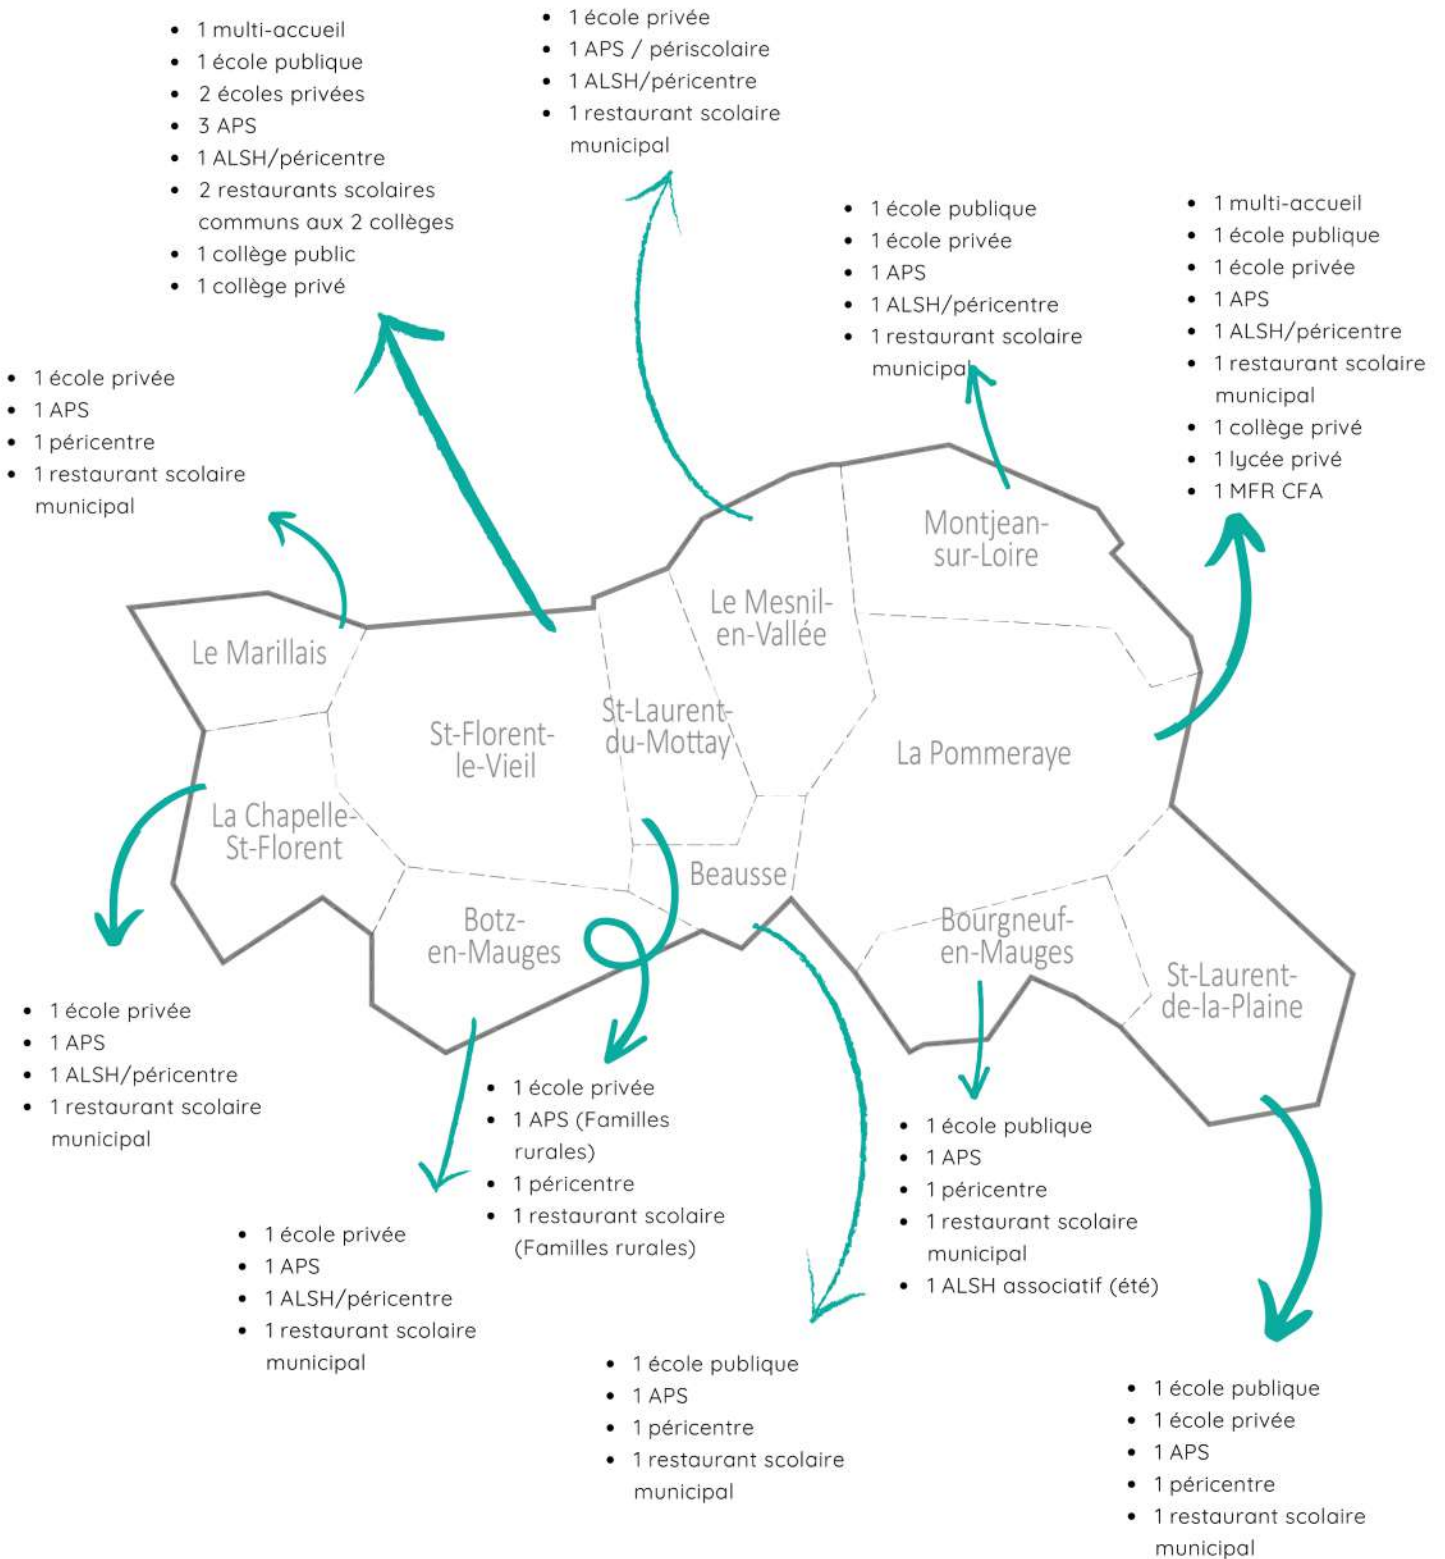 1 multi-accueil
1 école publique
2 écoles privées
3 APS
1 ALSH/péricentre
2 restaurants scolaires
communs aux 2 collèges
1 collège public
1 collège privé
1 école privée
1 APS / périscolaire
1 ALSH/péricentre
1 restaurant scolaire
municipal
1 école publique
1 école privée
1 APS
1 ALSH/péricentre
1 restaurant scolaire
municipal
1 multi-accueil
1 école publique
1 école privée
1 APS
1 ALSH/péricentre
1 restaurant scolaire
municipal
1 collège privé
1 lycée privé
1 MFR CFA
1 école privée
1 APS
1 péricentre
1 restaurant scolaire
municipal
Montjean-
sur-Loire
Le Mesnil-
en-Vallée
Le Marillais
St-Florent-
le-Vieil
St-Laurent-
du-Mottay
La Pommeraye
La Chapelle-
St-Florent
Beausse
Botz-
en-Mauges
Bourgneuf-
en-Mauges
St-Laurent-
de-la-Plaine
1 école privée
1 APS
1 ALSH/péricentre
1 restaurant scolaire
municipal
1 école privée
1 APS (Familles
rurales)
1 péricentre
1 restaurant scolaire
(Familles rurales)
1 école publique
1 APS
1 péricentre
1 restaurant scolaire
municipal
1 ALSH associatif (été)
1 école privée
1 APS
1 ALSH/péricentre
1 restaurant scolaire
municipal
1 école publique
1 APS
1 péricentre
1 restaurant scolaire
municipal
1 école publique
1 école privée
1 APS
1 péricentre
1 restaurant scolaire
municipal